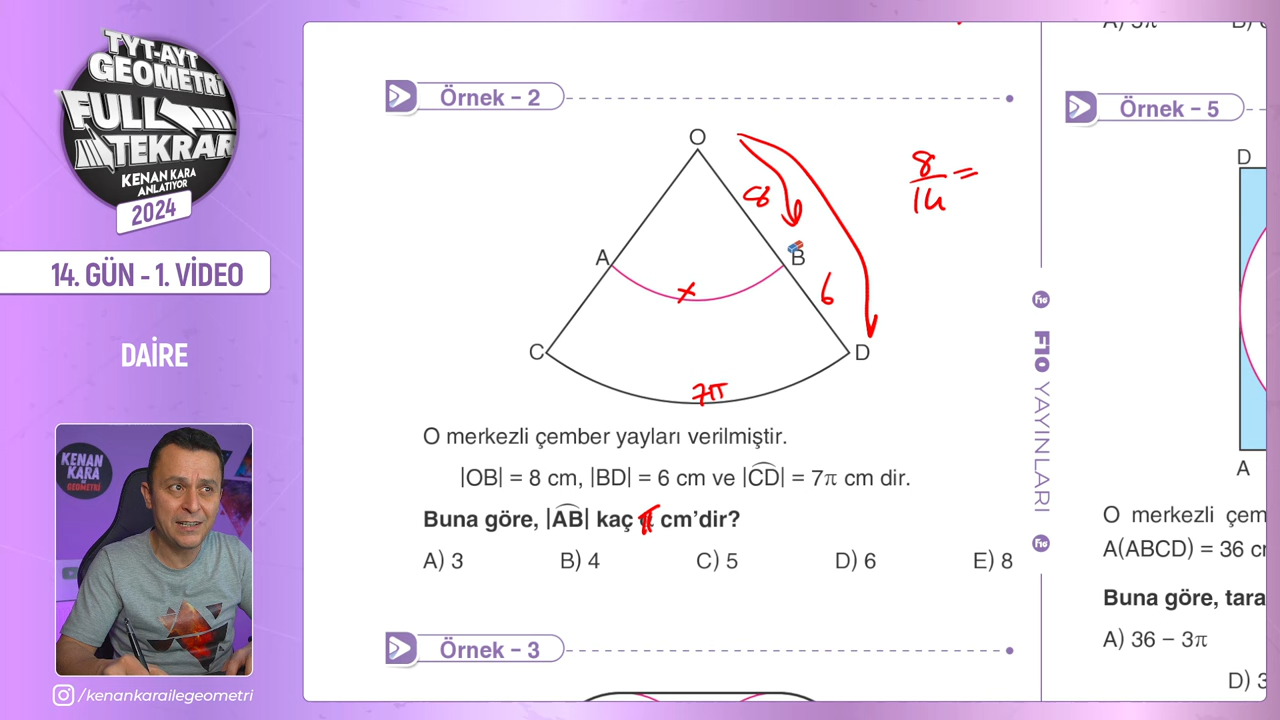 TYT-AYT
GEOMETRİ
FULL
TEKRAR
KENAN KARA
ANLATIYOR
2024
14. GÜN - 1. VİDEO
DAİRE
KENAN
KARA
GEOMETRİ
/kenankarailegeometri
Örnek – 2
O
8
A
B
x
6
C
D
7π
8/14 =
O merkezli çember yayları verilmiştir.
|OB| = 8 cm, |BD| = 6 cm ve |CD| = 7π cm dir.
Buna göre, |AB| kaç π cm'dir?
A) 3 B) 4 C) 5 D) 6 E) 8
Örnek – 3
F10 YAYINLARI
A) 3π
Örnek – 5
D
A
O merkezli çem
A(ABCD) = 36 c
Buna göre, tara
A) 36 – 3π
D) 3